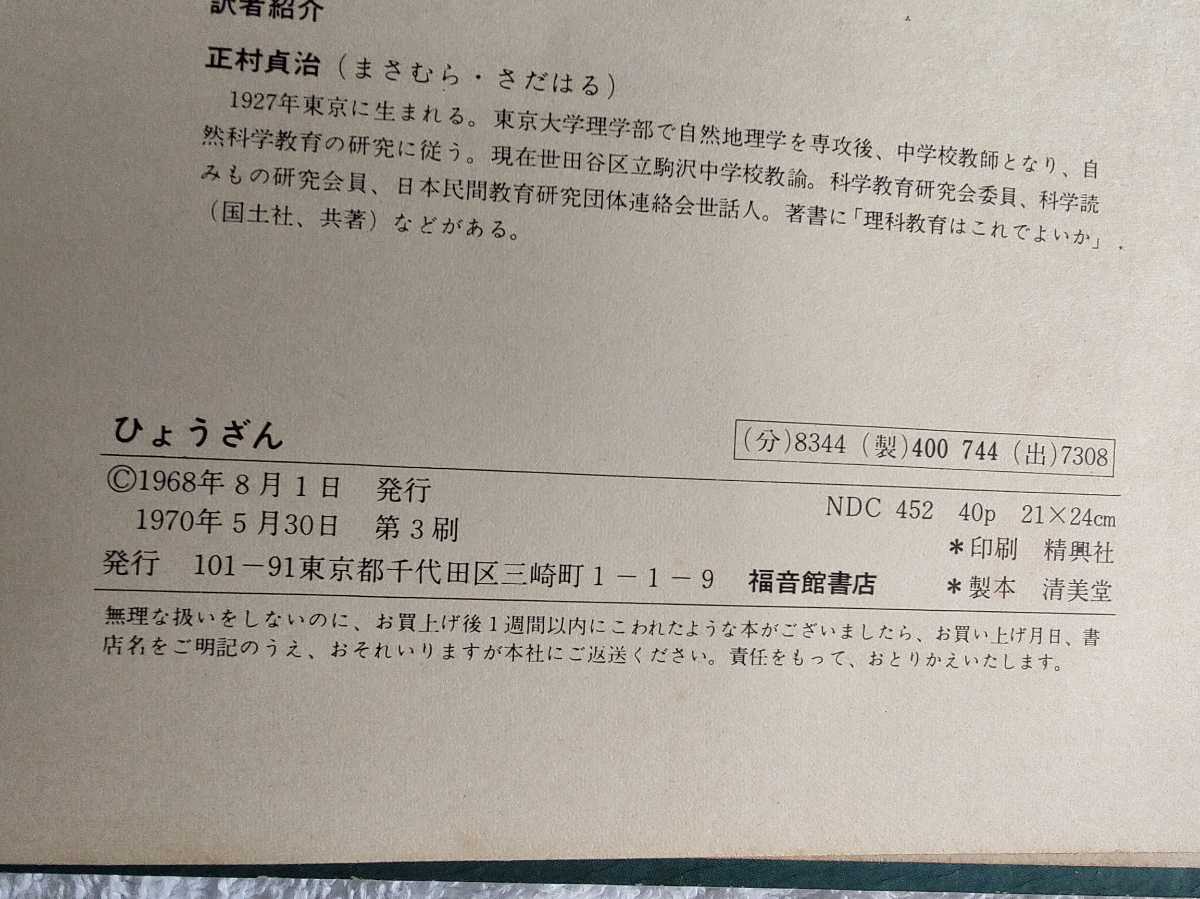 訳者紹介
正村貞治（まさむら・さだはる）
1927年東京に生まれる。東京大学理学部で自然地理学を専攻後、中学校教師となり、自
然科学教育の研究に従う。現在世田谷区立駒沢中学校教諭。科学教育研究会委員、科学読
みもの研究会員、日本民間教育研究団体連絡会世話人。著書に「理科教育はこれでよいか」
（国土社、共著）などがある。
ひょうざん
(分)8344 (製)400 744 (出)7308
©1968年8月1日 発行
1970年5月30日 第3刷
発行 101－91東京都千代田区三崎町1－1－9 福音館書店
NDC 452 40p 21×24cm
＊印刷 精興社
＊製本 清美堂
無理な扱いをしないのに、お買上げ後1週間以内にこわれたような本がございましたら、お買い上げ月日、書
店名をご明記のうえ、おそれいりますが本社にご返送ください。責任をもって、おとりかえいたします。